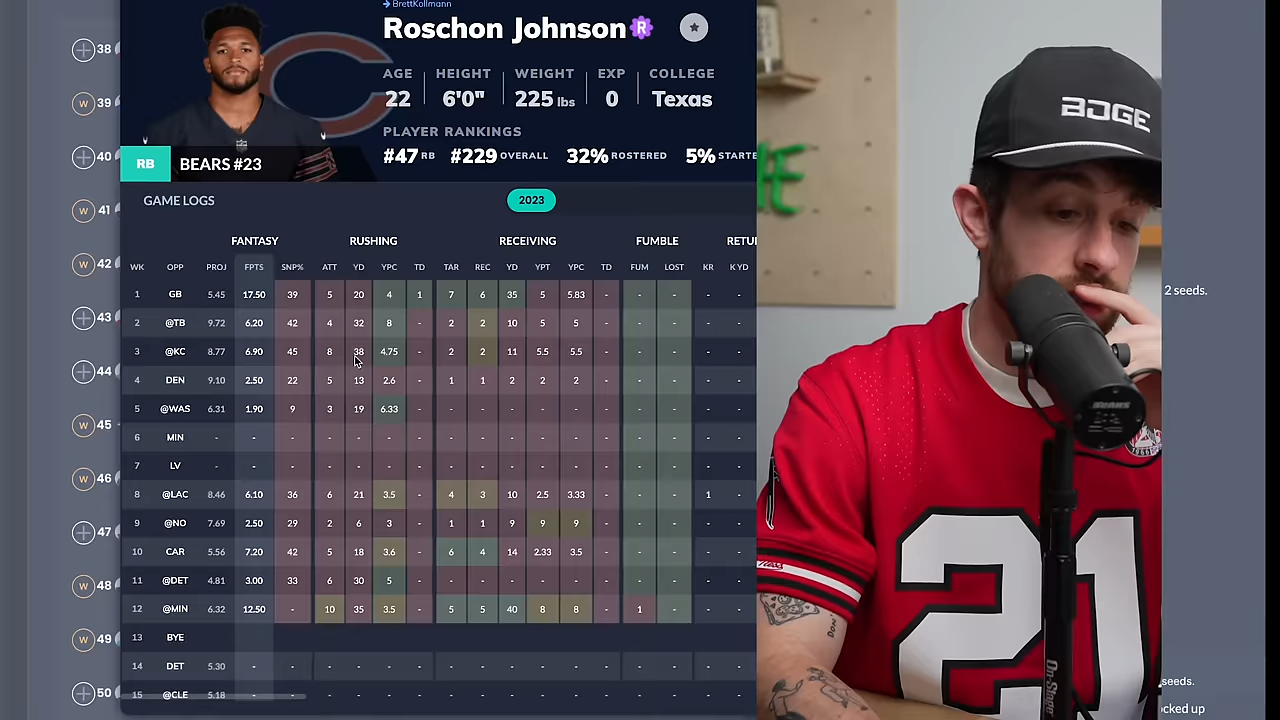 BrettKollmann
Roschon Johnson R
AGE HEIGHT WEIGHT EXP COLLEGE
22 6'0" 225 lbs 0 Texas
PLAYER RANKINGS
#47 RB #229 OVERALL 32% ROSTERED 5% STARTE
RB BEARS #23
GAME LOGS 2023
FANTASY RUSHING RECEIVING FUMBLE RETU
WK OPP PROJ FPTS SNP% ATT YD YPC TD TAR REC YD YPT YPC TD FUM LOST KR K YD
1 GB 5.45 17.50 39 5 20 4 1 7 6 35 5 5.83 - - - - -
2 @TB 9.72 6.20 42 4 32 8 - 2 2 10 5 5 - - - - -
3 @KC 8.77 6.90 45 8 38 4.75 - 2 2 11 5.5 5.5 - - - - -
4 DEN 9.10 2.50 22 5 13 2.6 - 1 1 2 2 2 - - - - -
5 @WAS 6.31 1.90 9 3 19 6.33 - - - - - - - - - - -
6 MIN - - - - - - - - - - - - - - - - -
7 LV - - - - - - - - - - - - - - - - -
8 @LAC 8.46 6.10 36 6 21 3.5 - 4 3 10 2.5 3.33 - - - 1 -
9 @NO 7.69 2.50 29 2 6 3 - 1 1 9 9 9 - - - - -
10 CAR 5.56 7.20 42 5 18 3.6 - 6 4 14 2.33 3.5 - - - - -
11 @DET 4.81 3.00 33 6 30 5 - - - - - - - - - - -
12 @MIN 6.32 12.50 - 10 35 3.5 - 5 5 40 8 8 - 1 - - -
13 BYE
14 DET 5.30 - - - - - - - - - - - - - - - -
15 @CLE 5.18 - - - - - - - - - - - - - - - -
38
W 39
40
W 41
W 42
43
44
W 45
W 46
47
W 48
W 49
50
BDGE
21
On-Stage
DON
2 seeds.
seeds.
ocked up